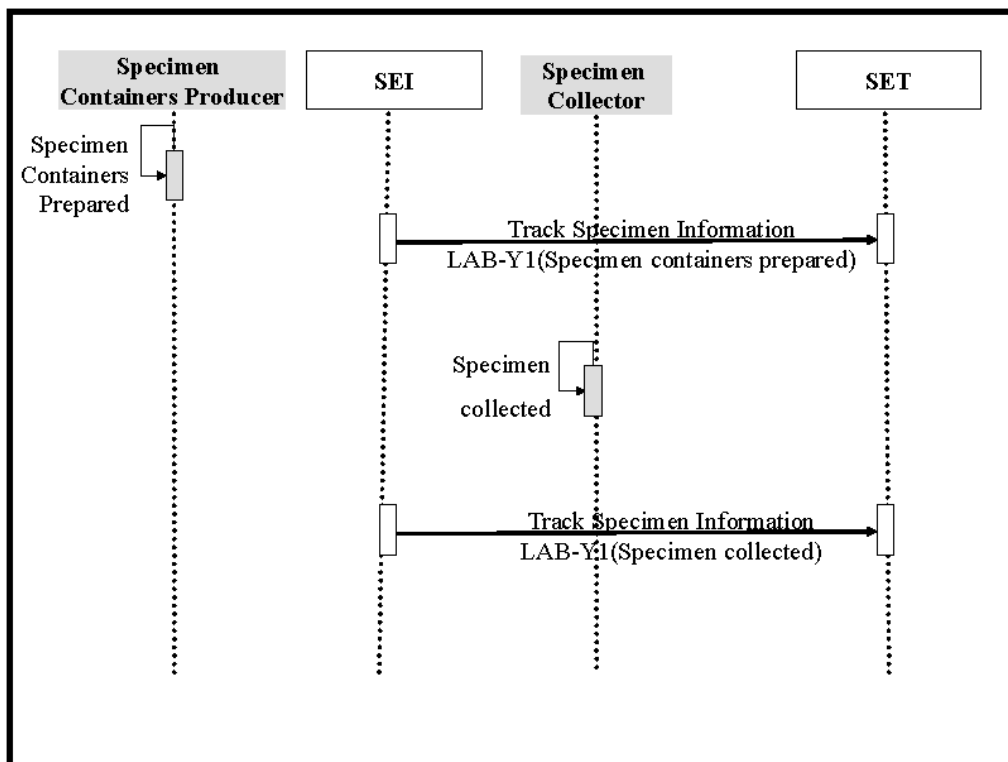 Specimen
Containers Producer
SEI
Specimen
Collector
SET
Specimen
Containers
Prepared
Track Specimen Information
LAB-Y1(Specimen containers prepared)
Specimen
collected
Track Specimen Information
LAB-Y1(Specimen collected)